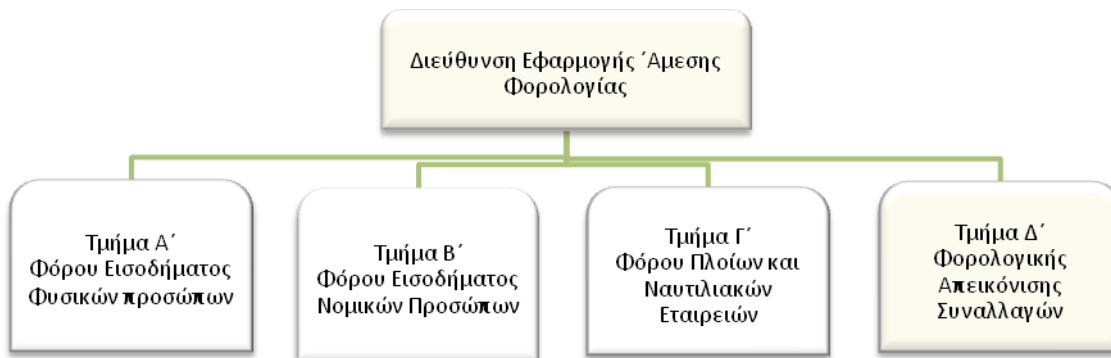 Διεύθυνση Εφαρμογής ΄Αμεσης
Φορολογίας
Τμήμα Α΄
Φόρου Εισοδήματος
Φυσικών προσώπων
Τμήμα Β΄
Φόρου Εισοδήματος
Νομικών Προσώπων
Τμήμα Γ΄
Φόρου Πλοίων και
Ναυτιλιακών
Εταιρειών
Τμήμα Δ΄
Φορολογικής
Απεικόνισης
Συναλλαγών